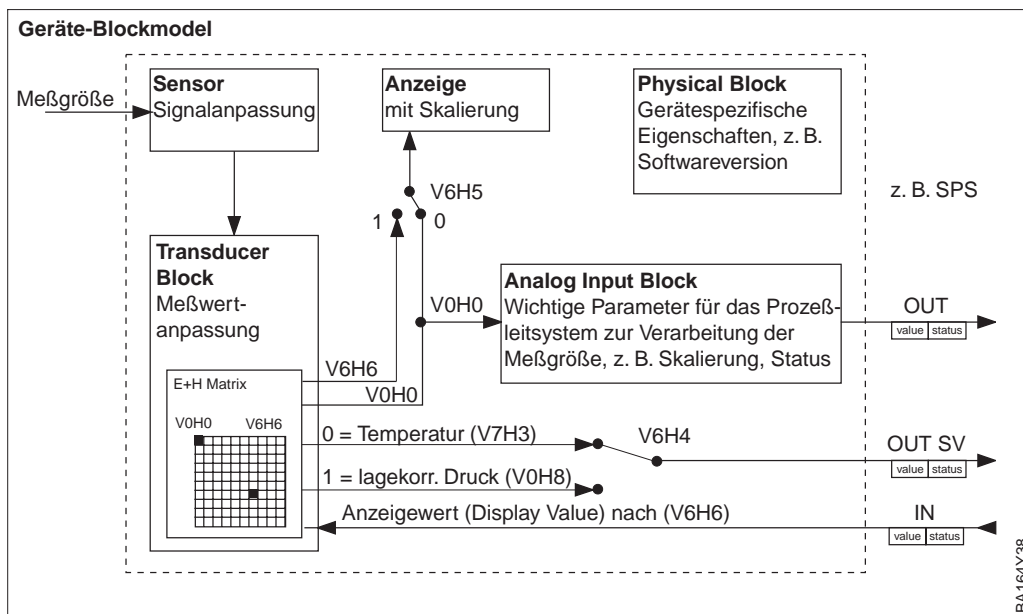 Geräte-Blockmodel
Meßgröße
Sensor
Signalanpassung
Anzeige
mit Skalierung
Physical Block
Gerätespezifische
Eigenschaften, z. B.
Softwareversion
V6H5
1
0
z. B. SPS
Transducer
Block
Meßwert-
anpassung
V0H0
Analog Input Block
Wichtige Parameter für das Prozeß-
leitsystem zur Verarbeitung der
Meßgröße, z. B. Skalierung, Status
OUT
value status
V6H6
V0H0
E+H Matrix
V0H0 V6H6
0 = Temperatur (V7H3)
V6H4
OUT SV
value status
1 = lagekorr. Druck (V0H8)
Anzeigewert (Display Value) nach (V6H6)
IN
value status
BA164Y38